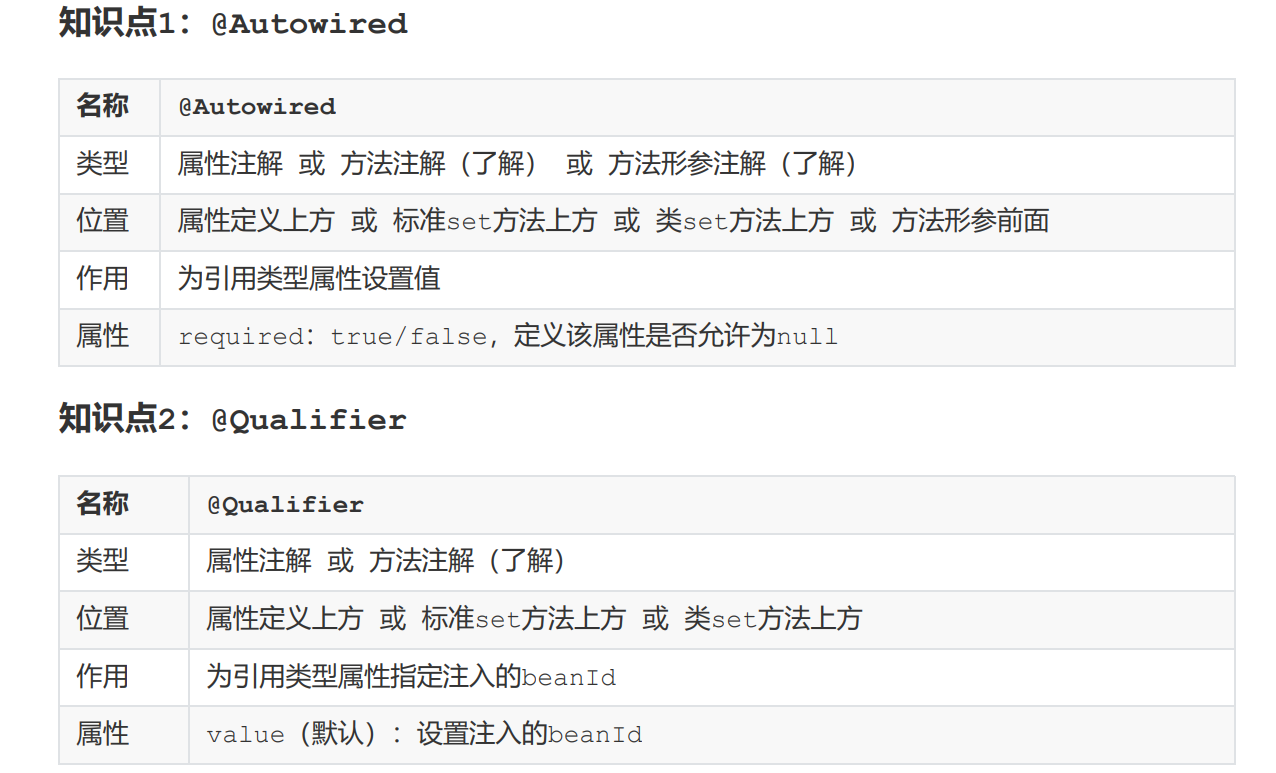 知识点1：@Autowired
名称 @Autowired
类型 属性注解 或 方法注解（了解） 或 方法形参注解（了解）
位置 属性定义上方 或 标准set方法上方 或 类set方法上方 或 方法形参前面
作用 为引用类型属性设置值
属性 required：true/false，定义该属性是否允许为null
知识点2：@Qualifier
名称 @Qualifier
类型 属性注解 或 方法注解（了解）
位置 属性定义上方 或 标准set方法上方 或 类set方法上方
作用 为引用类型属性指定注入的beanId
属性 value（默认）：设置注入的beanId